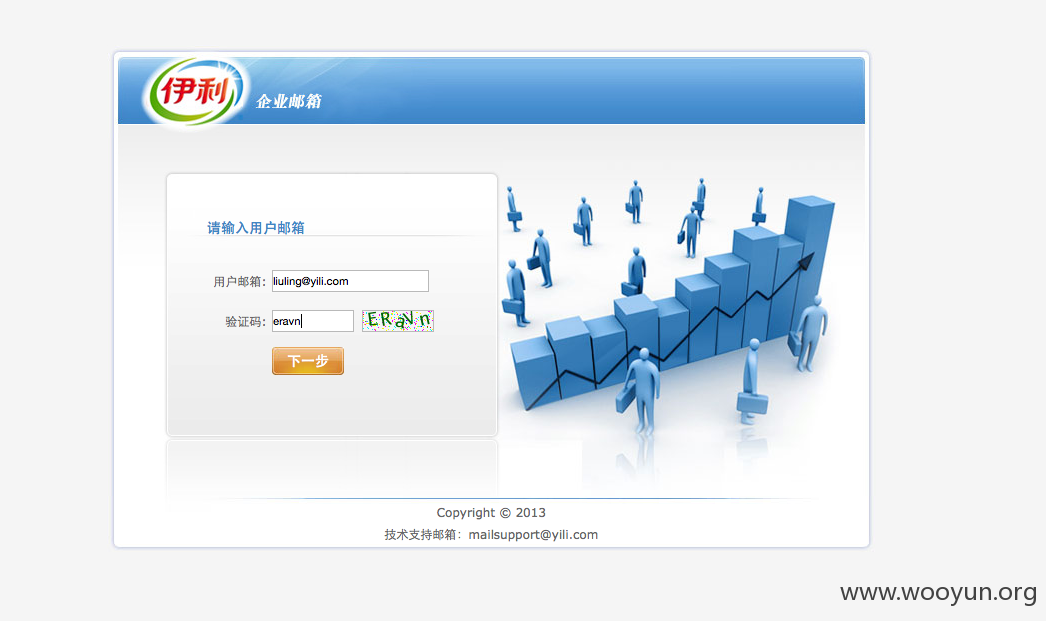 伊利
企业邮箱
请输入用户邮箱
用户邮箱: liuling@yili.com
验证码: eravn ERavn
下一步
Copyright © 2013
技术支持邮箱: mailsupport@yili.com
www.wooyun.org